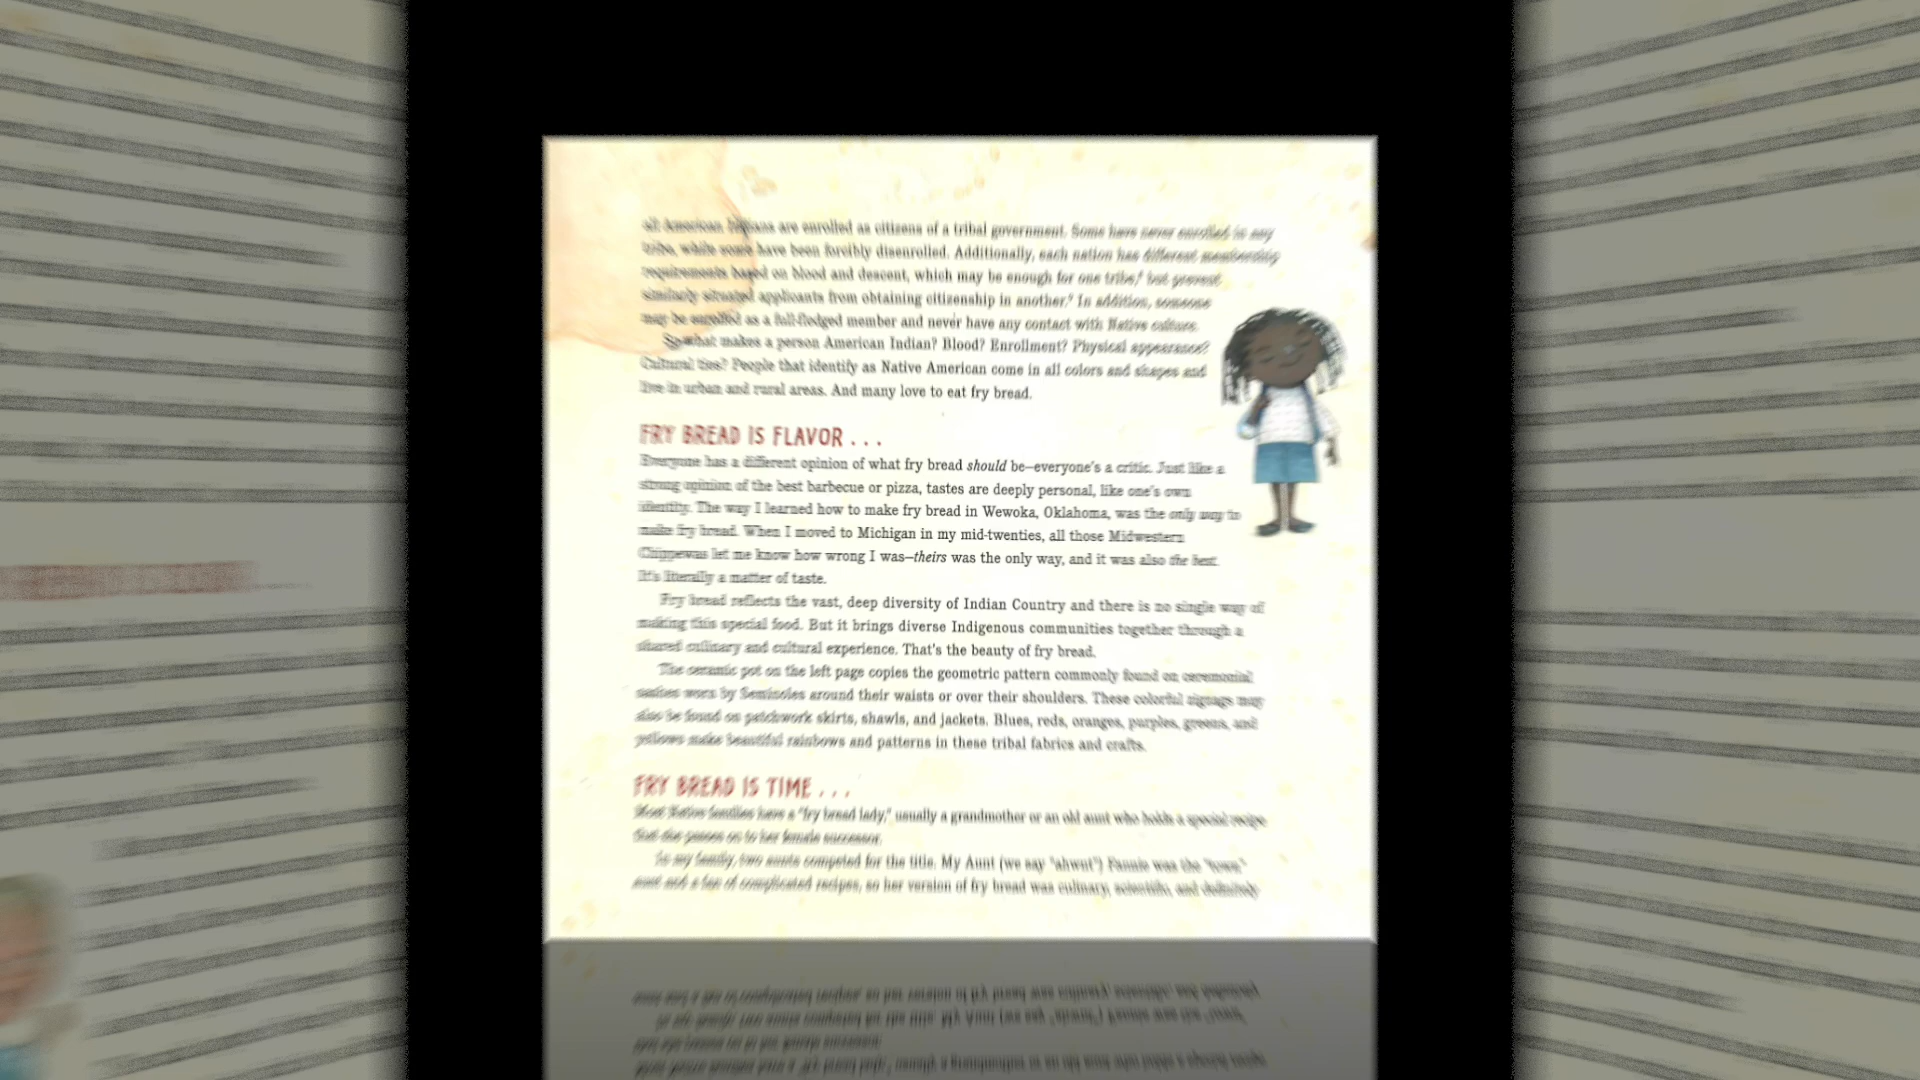 all American Indians are enrolled as citizens of a tribal government. Some have never enrolled in any
tribe, while some have been forcibly disenrolled. Additionally, each nation has different membership
requirements based on blood and descent, which may be enough for one tribe, but prevent
similarly situated applicants from obtaining citizenship in another. In addition, someone
may be enrolled as a full-fledged member and never have any contact with Native culture.
So what makes a person American Indian? Blood? Enrollment? Physical appearance?
Cultural ties? People that identify as Native American come in all colors and shapes and
live in urban and rural areas. And many love to eat fry bread.
FRY BREAD IS FLAVOR . . .
Everyone has a different opinion of what fry bread should be—everyone's a critic. Just like a
strong opinion of the best barbecue or pizza, tastes are deeply personal, like one's own
identity. The way I learned how to make fry bread in Wewoka, Oklahoma, was the only way to
make fry bread. When I moved to Michigan in my mid-twenties, all those Midwestern
Chippewas let me know how wrong I was—theirs was the only way, and it was also the best.
It's literally a matter of taste.
Fry bread reflects the vast, deep diversity of Indian Country and there is no single way of
making this special food. But it brings diverse Indigenous communities together through a
shared culinary and cultural experience. That's the beauty of fry bread.
The ceramic pot on the left page copies the geometric pattern commonly found on ceremonial
sashes worn by Seminoles around their waists or over their shoulders. These colorful zigzags may
also be found on patchwork skirts, shawls, and jackets. Blues, reds, oranges, purples, greens, and
yellows make beautiful rainbows and patterns in these tribal fabrics and crafts.
FRY BREAD IS TIME . . .
Most Native families have a "fry bread lady," usually a grandmother or an old aunt who holds a special recipe
that she passes on to her female successor.
In my family, two aunts competed for the title. My Aunt (we say "ahwnt") Fannie was the "town"
aunt and a fan of complicated recipes, so her version of fry bread was culinary, scientific, and definitely